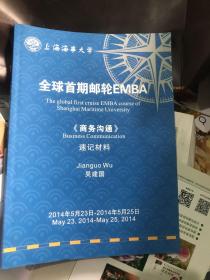 上海海事大学
全球首期邮轮EMBA
The global first cruise EMBA course of
Shanghai Maritime University
《商务沟通》
Business Communication
速记材料
Jianguo Wu
吴建国
2014年5月23日-2014年5月25日
May 23, 2014-May 25, 2014